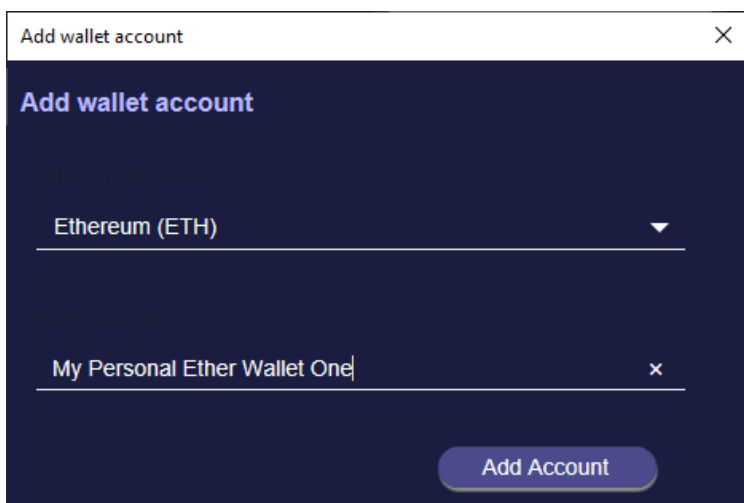 Add wallet account
Add wallet account
Ethereum (ETH)
My Personal Ether Wallet One
Add Account